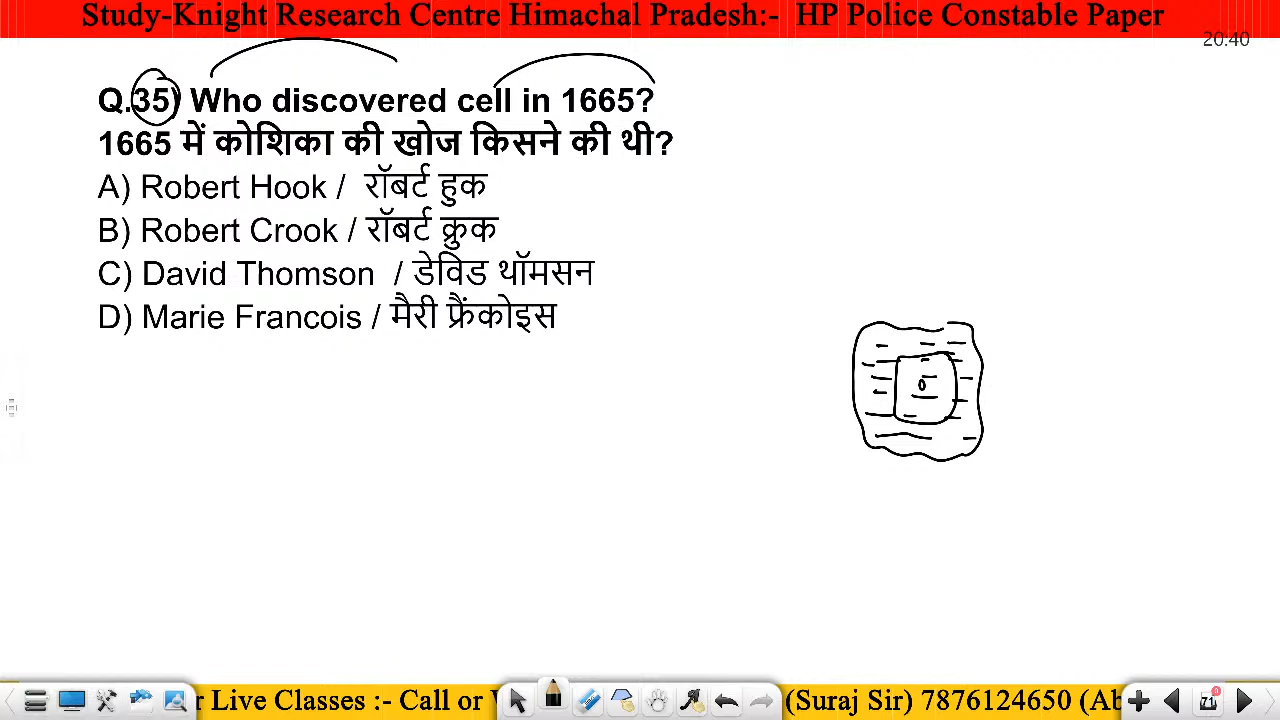 Study-Knight Research Centre Himachal Pradesh:-  HP Police Constable Paper
20:40
Q.35) Who discovered cell in 1665?
1665 में कोशिका की खोज किसने की थी?
A) Robert Hook /  रॉबर्ट हुक
B) Robert Crook / रॉबर्ट क्रुक
C) David Thomson  / डेविड थॉमसन
D) Marie Francois / मैरी फ्रैंकोइस
r Live Classes :- Call or (Suraj Sir) 7876124650 (Ab
71